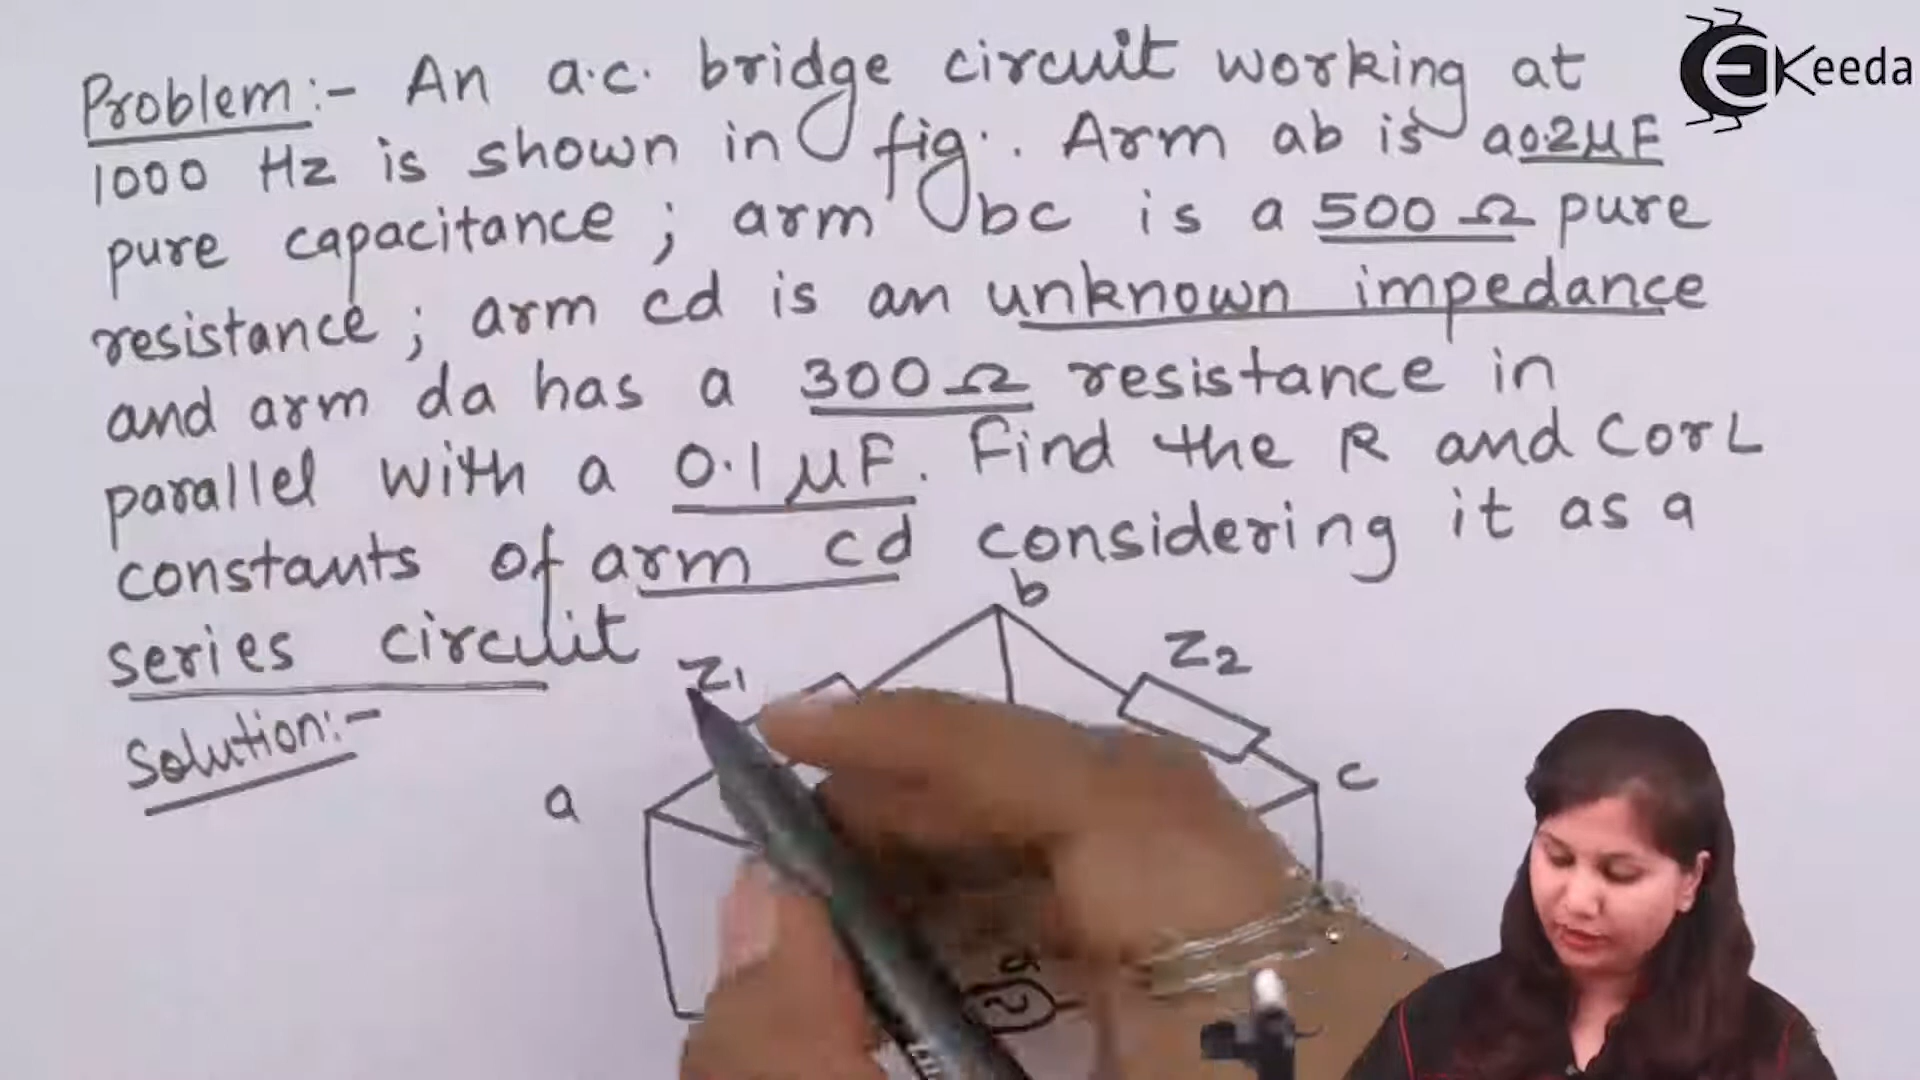 Problem:- An a.c. bridge circuit working at
1000 Hz is shown in fig. Arm ab is a 0.2μF
pure capacitance ; arm bc is a 500 Ω pure
resistance ; arm cd is an unknown impedance
and arm da has a 300Ω resistance in
parallel with a 0.1 μF. Find the R and C or L
constants of arm cd considering it as a
series circuit
Solution:-
b
Z1
Z2
a
c
d
EKeeda